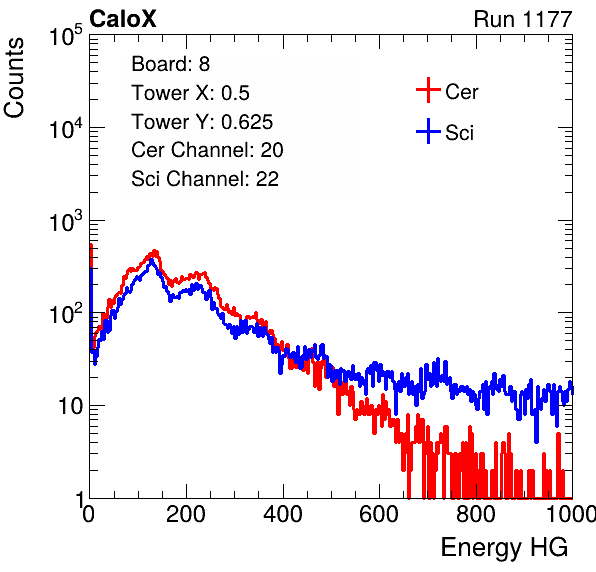 CaloX Run 1177
Counts
10^5
10^4
10^3
10^2
10
1
Board: 8
Tower X: 0.5
Tower Y: 0.625
Cer Channel: 20
Sci Channel: 22
Cer
Sci
0 200 400 600 800 1000
Energy HG